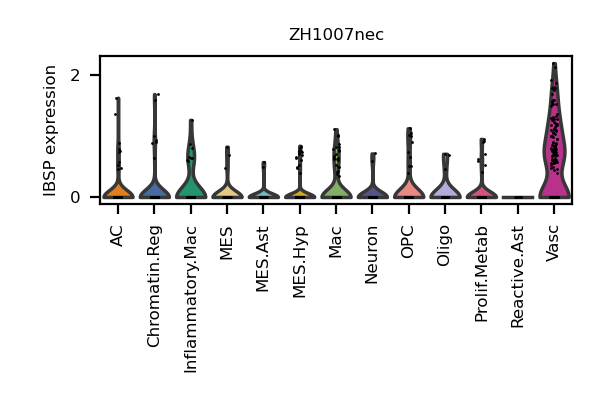 ZH1007nec
IBSP expression
2
0
AC
Chromatin.Reg
Inflammatory.Mac
MES
MES.Ast
MES.Hyp
Mac
Neuron
OPC
Oligo
Prolif.Metab
Reactive.Ast
Vasc